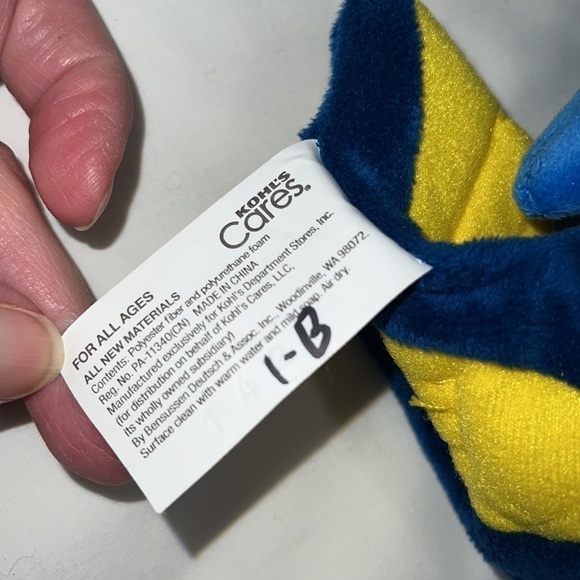 KOHL'S
Cares®
FOR ALL AGES
ALL NEW MATERIALS
Contents: Polyester fiber and polyurethane foam
Reg. No. PA-11340(CN) MADE IN CHINA
Manufactured exclusively for Kohl's Department Stores, Inc.
(for distribution on behalf of Kohl's Cares, LLC,
its wholly owned subsidiary)
By Bensussen Deutsch & Assoc. Inc., Woodinville, WA 98072.
Surface clean with warm water and mild soap. Air dry.
1-B